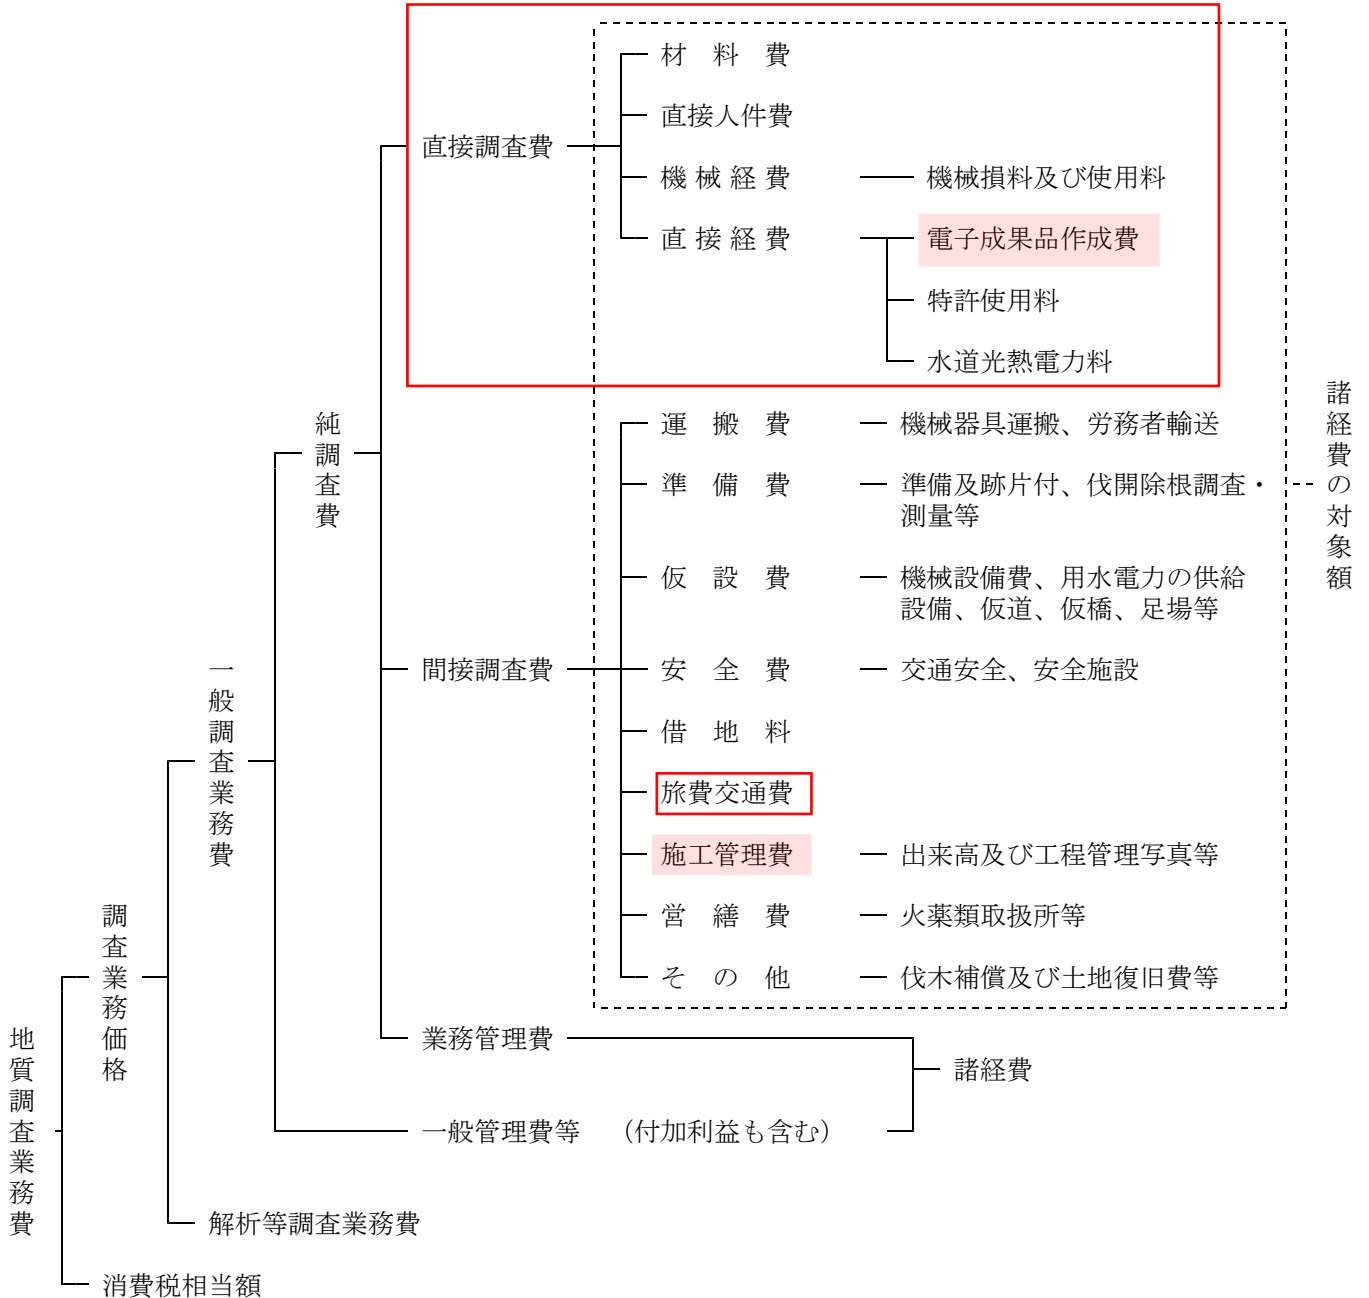 材 料 費
直接人件費
直接調査費
機 械 経 費
機械損料及び使用料
直 接 経 費
電子成果品作成費
特許使用料
水道光熱電力料
諸経費の対象額
純調査費
運 搬 費
機械器具運搬、労務者輸送
準 備 費
準備及跡片付、伐開除根調査・
測量等
仮 設 費
機械設備費、用水電力の供給
設備、仮道、仮橋、足場等
一般調査業務費
間接調査費
安 全 費
交通安全、安全施設
借 地 料
旅費交通費
施工管理費
出来高及び工程管理写真等
営 繕 費
火薬類取扱所等
調査業務価格
そ の 他
伐木補償及び土地復旧費等
地質調査業務費
業務管理費
諸経費
一般管理費等 （付加利益も含む）
解析等調査業務費
消費税相当額